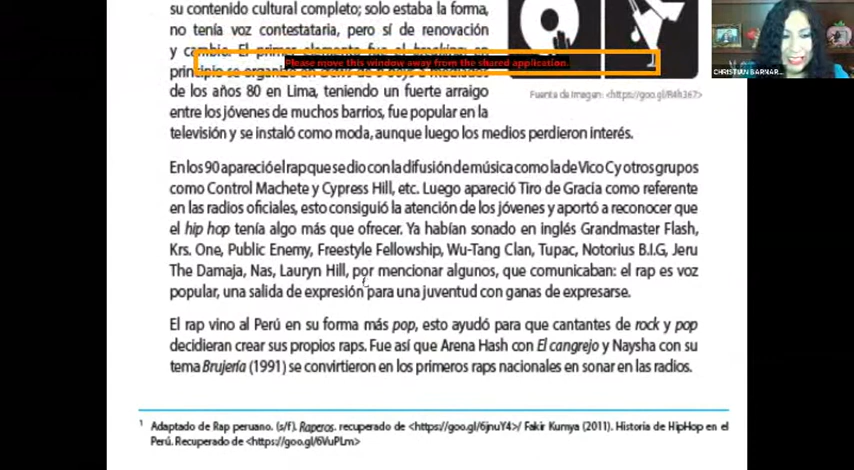 su contenido cultural completo; solo estaba la forma,
no tenía voz contestataria, pero sí de renovación
y cambio. El primer elemento fue el breaking; en
Please move this window away from the shared application.
principio se organizó en
de los años 80 en Lima, teniendo un fuerte arraigo
entre los jóvenes de muchos barrios, fue popular en la
televisión y se instaló como moda, aunque luego los medios perdieron interés.
CHRISTIAN BARNAR...
Fuente de Imagen: <https://goo.gl/R4h367>
En los 90 apareció el rap que se dio con la difusión de música como la de Vico C y otros grupos
como Control Machete y Cypress Hill, etc. Luego apareció Tiro de Gracia como referente
en las radios oficiales, esto consiguió la atención de los jóvenes y aportó a reconocer que
el hip hop tenía algo más que ofrecer. Ya habían sonado en inglés Grandmaster Flash,
Krs. One, Public Enemy, Freestyle Fellowship, Wu-Tang Clan, Tupac, Notorius B.I.G, Jeru
The Damaja, Nas, Lauryn Hill, por mencionar algunos, que comunicaban: el rap es voz
popular, una salida de expresión para una juventud con ganas de expresarse.
El rap vino al Perú en su forma más pop, esto ayudó para que cantantes de rock y pop
decidieran crear sus propios raps. Fue así que Arena Hash con El cangrejo y Naysha con su
tema Brujería (1991) se convirtieron en los primeros raps nacionales en sonar en las radios.
1 Adaptado de Rap peruano. (s/f). Raperos. recuperado de <https://goo.gl/6jnuY4>/ Fakir Kumya (2011). Historia de HipHop en el
Perú. Recuperado de <https://goo.gl/6VuPLm>